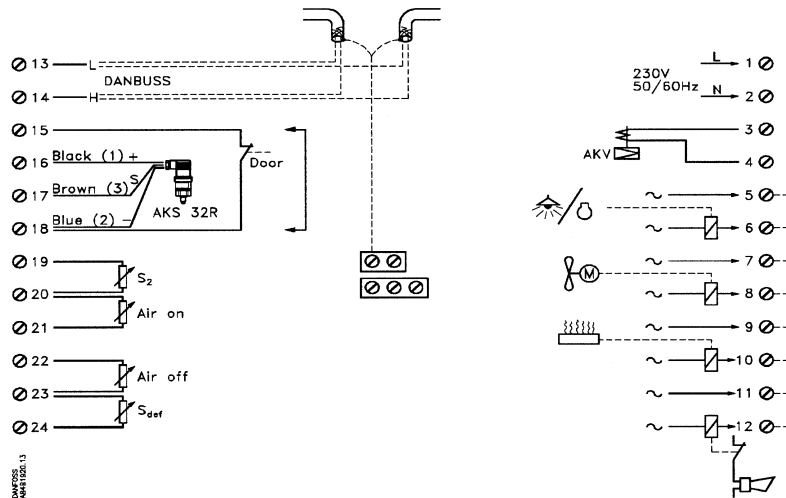 13 L
DANBUSS
14 H
15
Door
16 Black (1) +
17 Brown (3) S
AKS 32R
18 Blue (2) -
19
S2
20
Air on
21
22
Air off
23
Sdef
24
230V
50/60Hz
L 1
N 2
3
AKV
4
5
6
7
M
8
9
10
11
12
DANFOSS